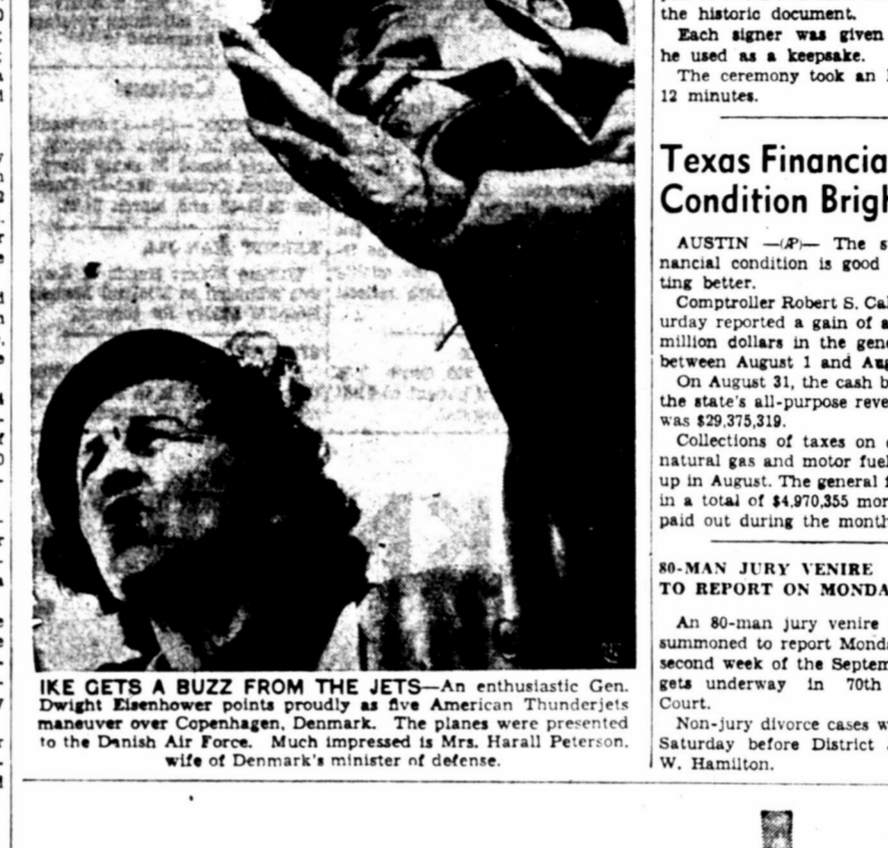 IKE GETS A BUZZ FROM THE JETS—An enthusiastic Gen.
Dwight Eisenhower points proudly as five American Thunderjets
maneuver over Copenhagen, Denmark. The planes were presented
to the Danish Air Force. Much impressed is Mrs. Harall Peterson,
wife of Denmark's minister of defense.
the historic document.
Each signer was given
he used as a keepsake.
The ceremony took an
12 minutes.
Texas Financia
Condition Brigh
AUSTIN —(AP)— The s
nancial condition is good
ting better.
Comptroller Robert S. Cal
urday reported a gain of a
million dollars in the gene
between August 1 and Aug
On August 31, the cash b
the state's all-purpose reve
was $29,375,319.
Collections of taxes on
natural gas and motor fuel
up in August. The general f
in a total of $4,970,355 mor
paid out during the month
80-MAN JURY VENIRE
TO REPORT ON MONDA
An 80-man jury venire
summoned to report Monda
second week of the Septem
gets underway in 70th
Court.
Non-jury divorce cases w
Saturday before District
W. Hamilton.